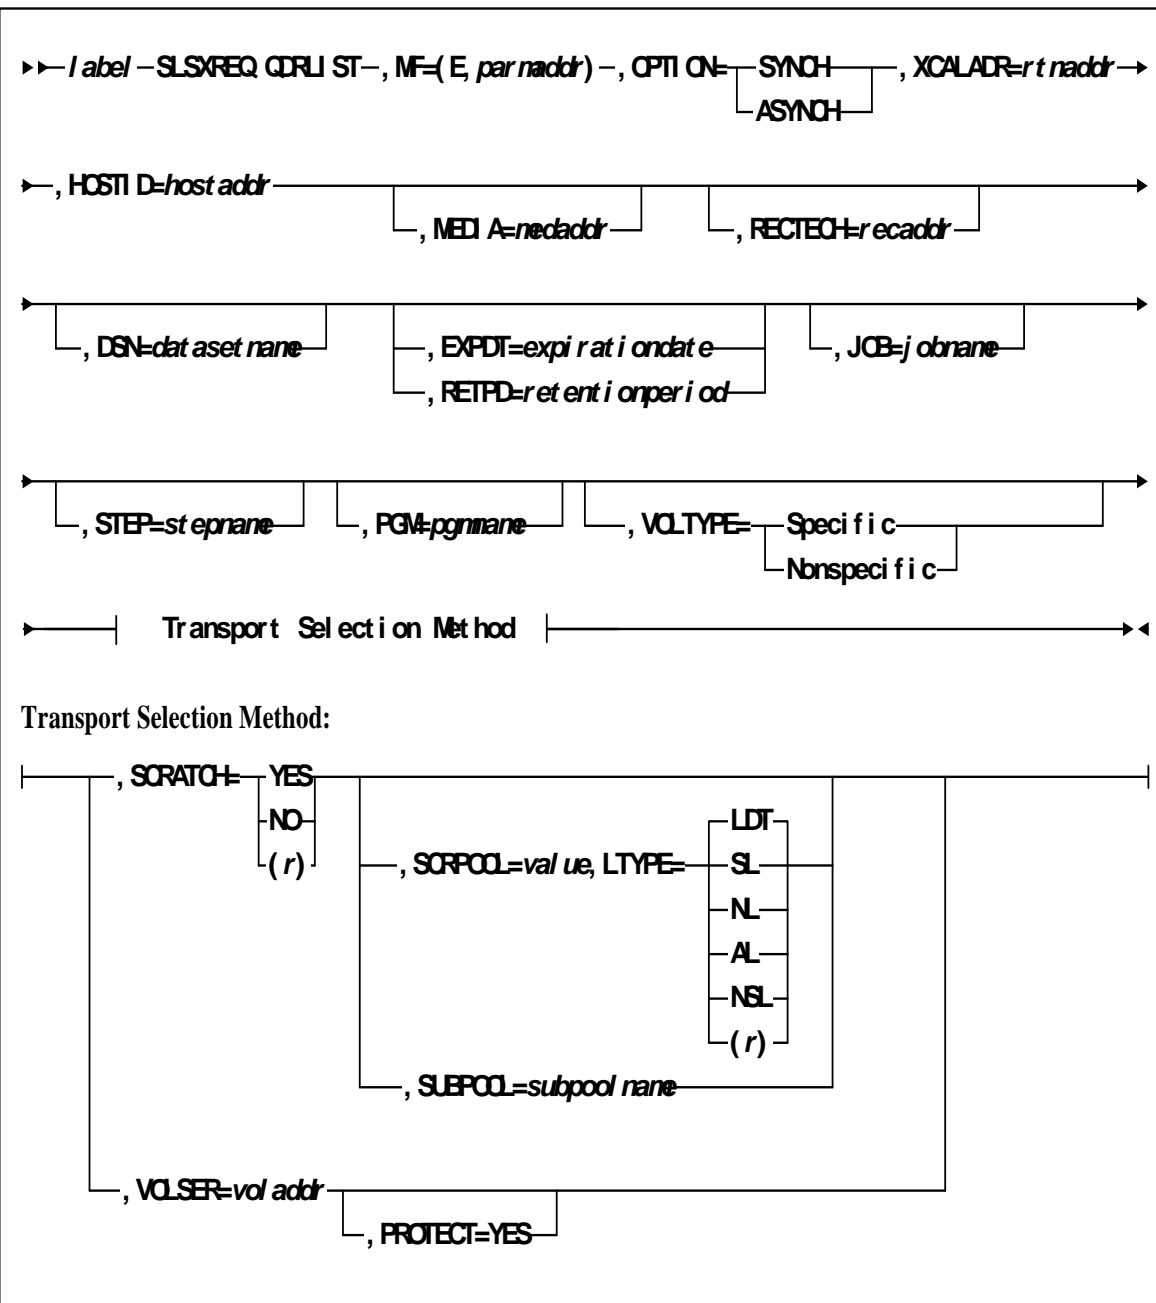 label SLSXREQ QDRLIST , MF=(E,parmaddr) , OPTION= SYNCH , XCALADR=rtnaddr
ASYNCH
, HOSTID=hostaddr
, MEDIA=medaddr , RECTECH=recaddr
, DSN=datasetname , EXPDT=expirationdate , JOB=jobname
, RETPD=retentionperiod
, STEP=stepname , PGM=pgmname , VOLTYPE= Specific
Nonspecific
Transport Selection Method
Transport Selection Method:
, SCRATCH= YES
NO
(r)
LDT
, SCRPOOL=value, LTYPE= SL
NL
AL
NSL
(r)
, SUBPOOL=subpoolname
, VOLSER=voladdr
, PROTECT=YES